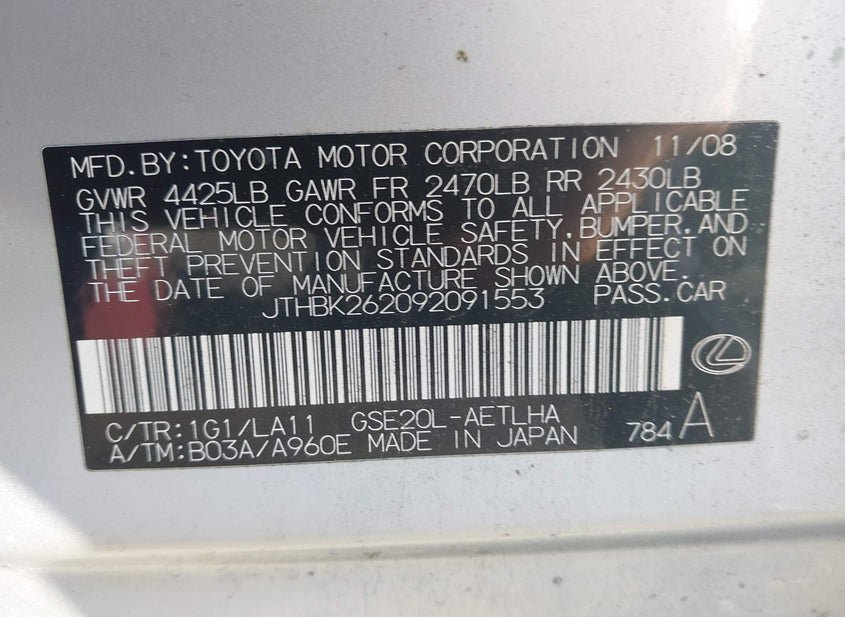 MFD.BY:TOYOTA MOTOR CORPORATION 11/08
GVWR 4425LB GAWR FR 2470LB RR 2430LB
THIS VEHICLE CONFORMS TO ALL APPLICABLE
FEDERAL MOTOR VEHICLE SAFETY,BUMPER,AND
THEFT PREVENTION STANDARDS IN EFFECT ON
THE DATE OF MANUFACTURE SHOWN ABOVE.
JTHBK262092091553 PASS.CAR
C/TR:1G1/LA11 GSE20L-AETLHA
A/TM:B03A/A960E MADE IN JAPAN 784 A